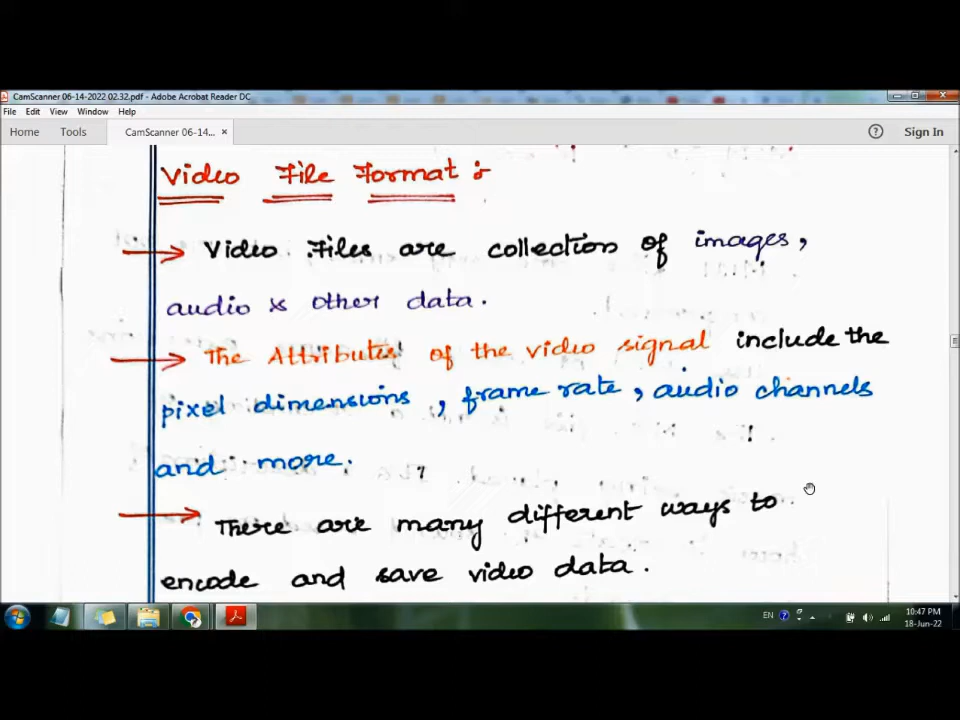 CamScanner 06-14-2022 02.32.pdf - Adobe Acrobat Reader DC
File Edit View Window Help
Home Tools CamScanner 06-14... × ? Sign In
Video File Format :
Video Files are collection of images,
audio & other data.
The Attributes of the video signal include the
pixel dimensions, frame rate, audio channels
and more.
There are many different ways to
encode and save video data.
EN ? 10:47 PM
18-Jun-22